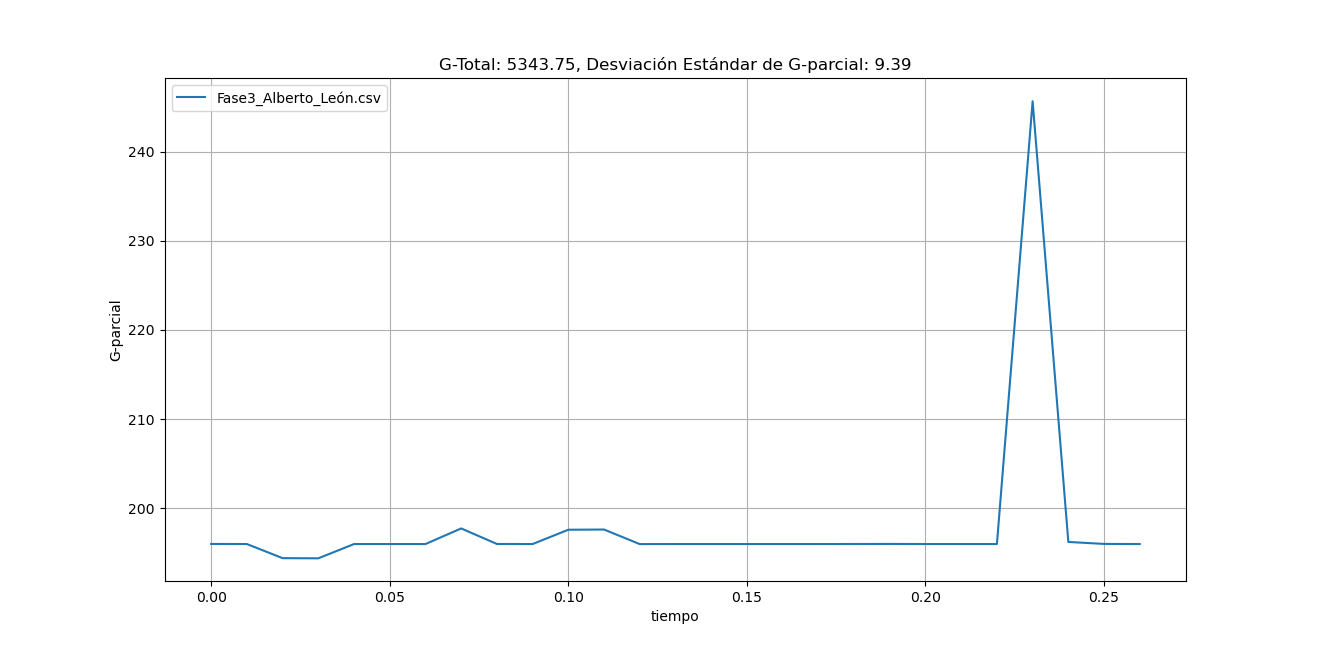 G-Total: 5343.75, Desviación Estándar de G-parcial: 9.39
Fase3_Alberto_León.csv
240
230
220
210
200
G-parcial
0.00 0.05 0.10 0.15 0.20 0.25
tiempo